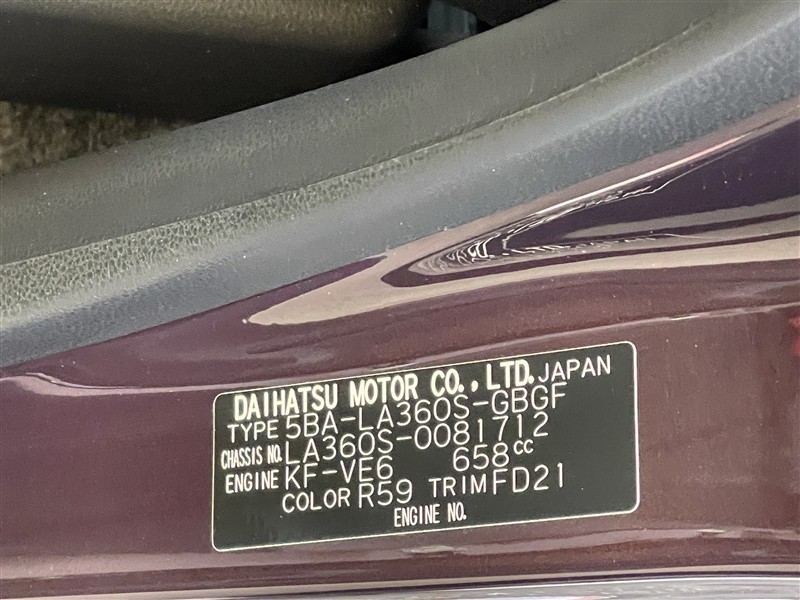 DAIHATSU MOTOR CO., LTD. JAPAN
TYPE 5BA-LA360S-GBGF
CHASSIS NO. LA360S-0081712
ENGINE KF-VE6 658cc
COLOR R59 TRIM FD21
ENGINE NO.